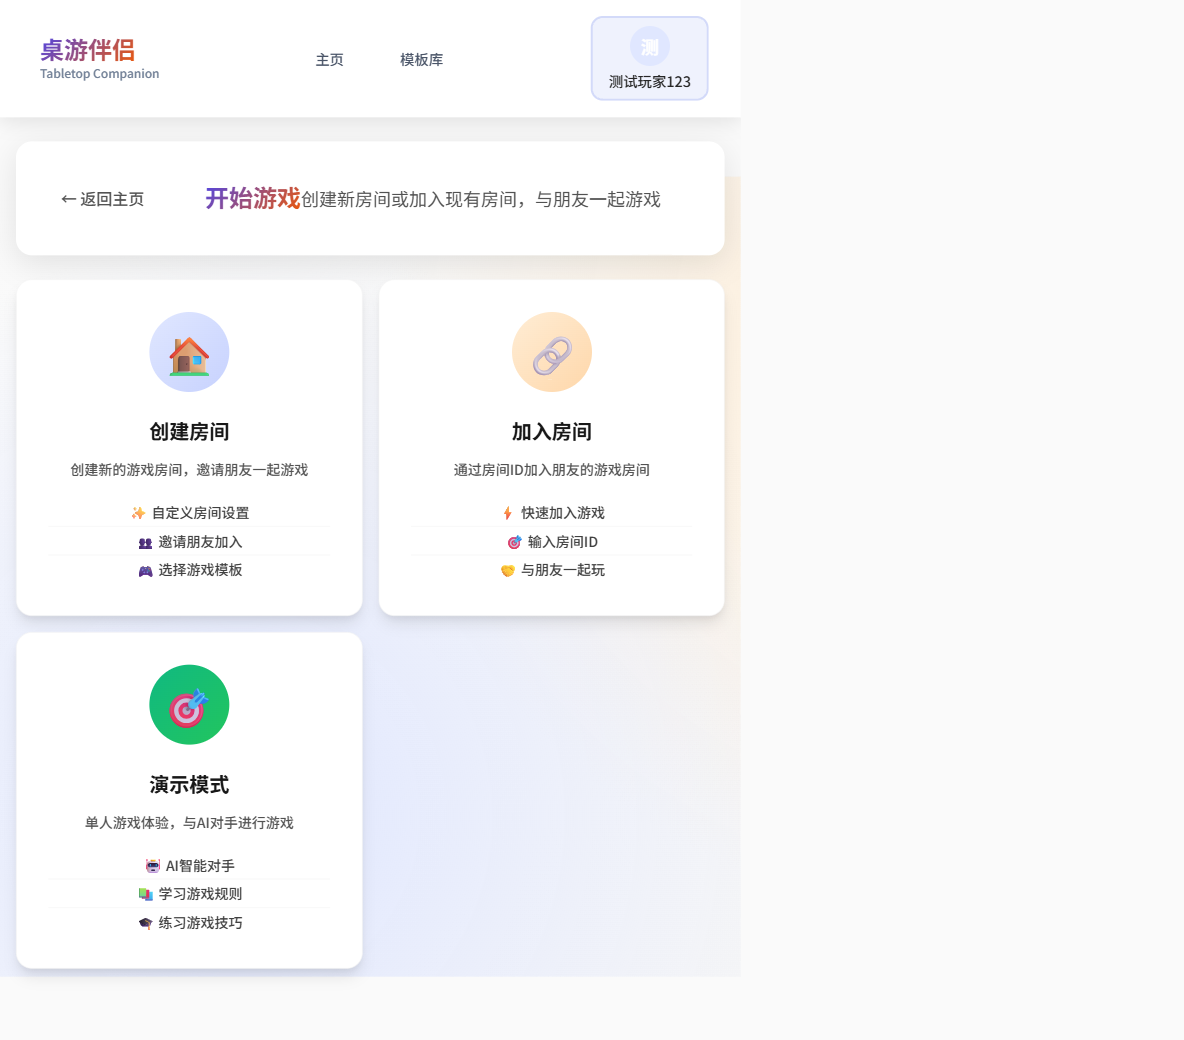 桌游伴侣
Tabletop Companion
主页
模板库
测
测试玩家123
← 返回主页
开始游戏创建新房间或加入现有房间，与朋友一起游戏
创建房间
创建新的游戏房间，邀请朋友一起游戏
✨ 自定义房间设置
👥 邀请朋友加入
🎮 选择游戏模板
加入房间
通过房间ID加入朋友的游戏房间
⚡ 快速加入游戏
🎯 输入房间ID
🤝 与朋友一起玩
演示模式
单人游戏体验，与AI对手进行游戏
🤖 AI智能对手
📚 学习游戏规则
🎓 练习游戏技巧